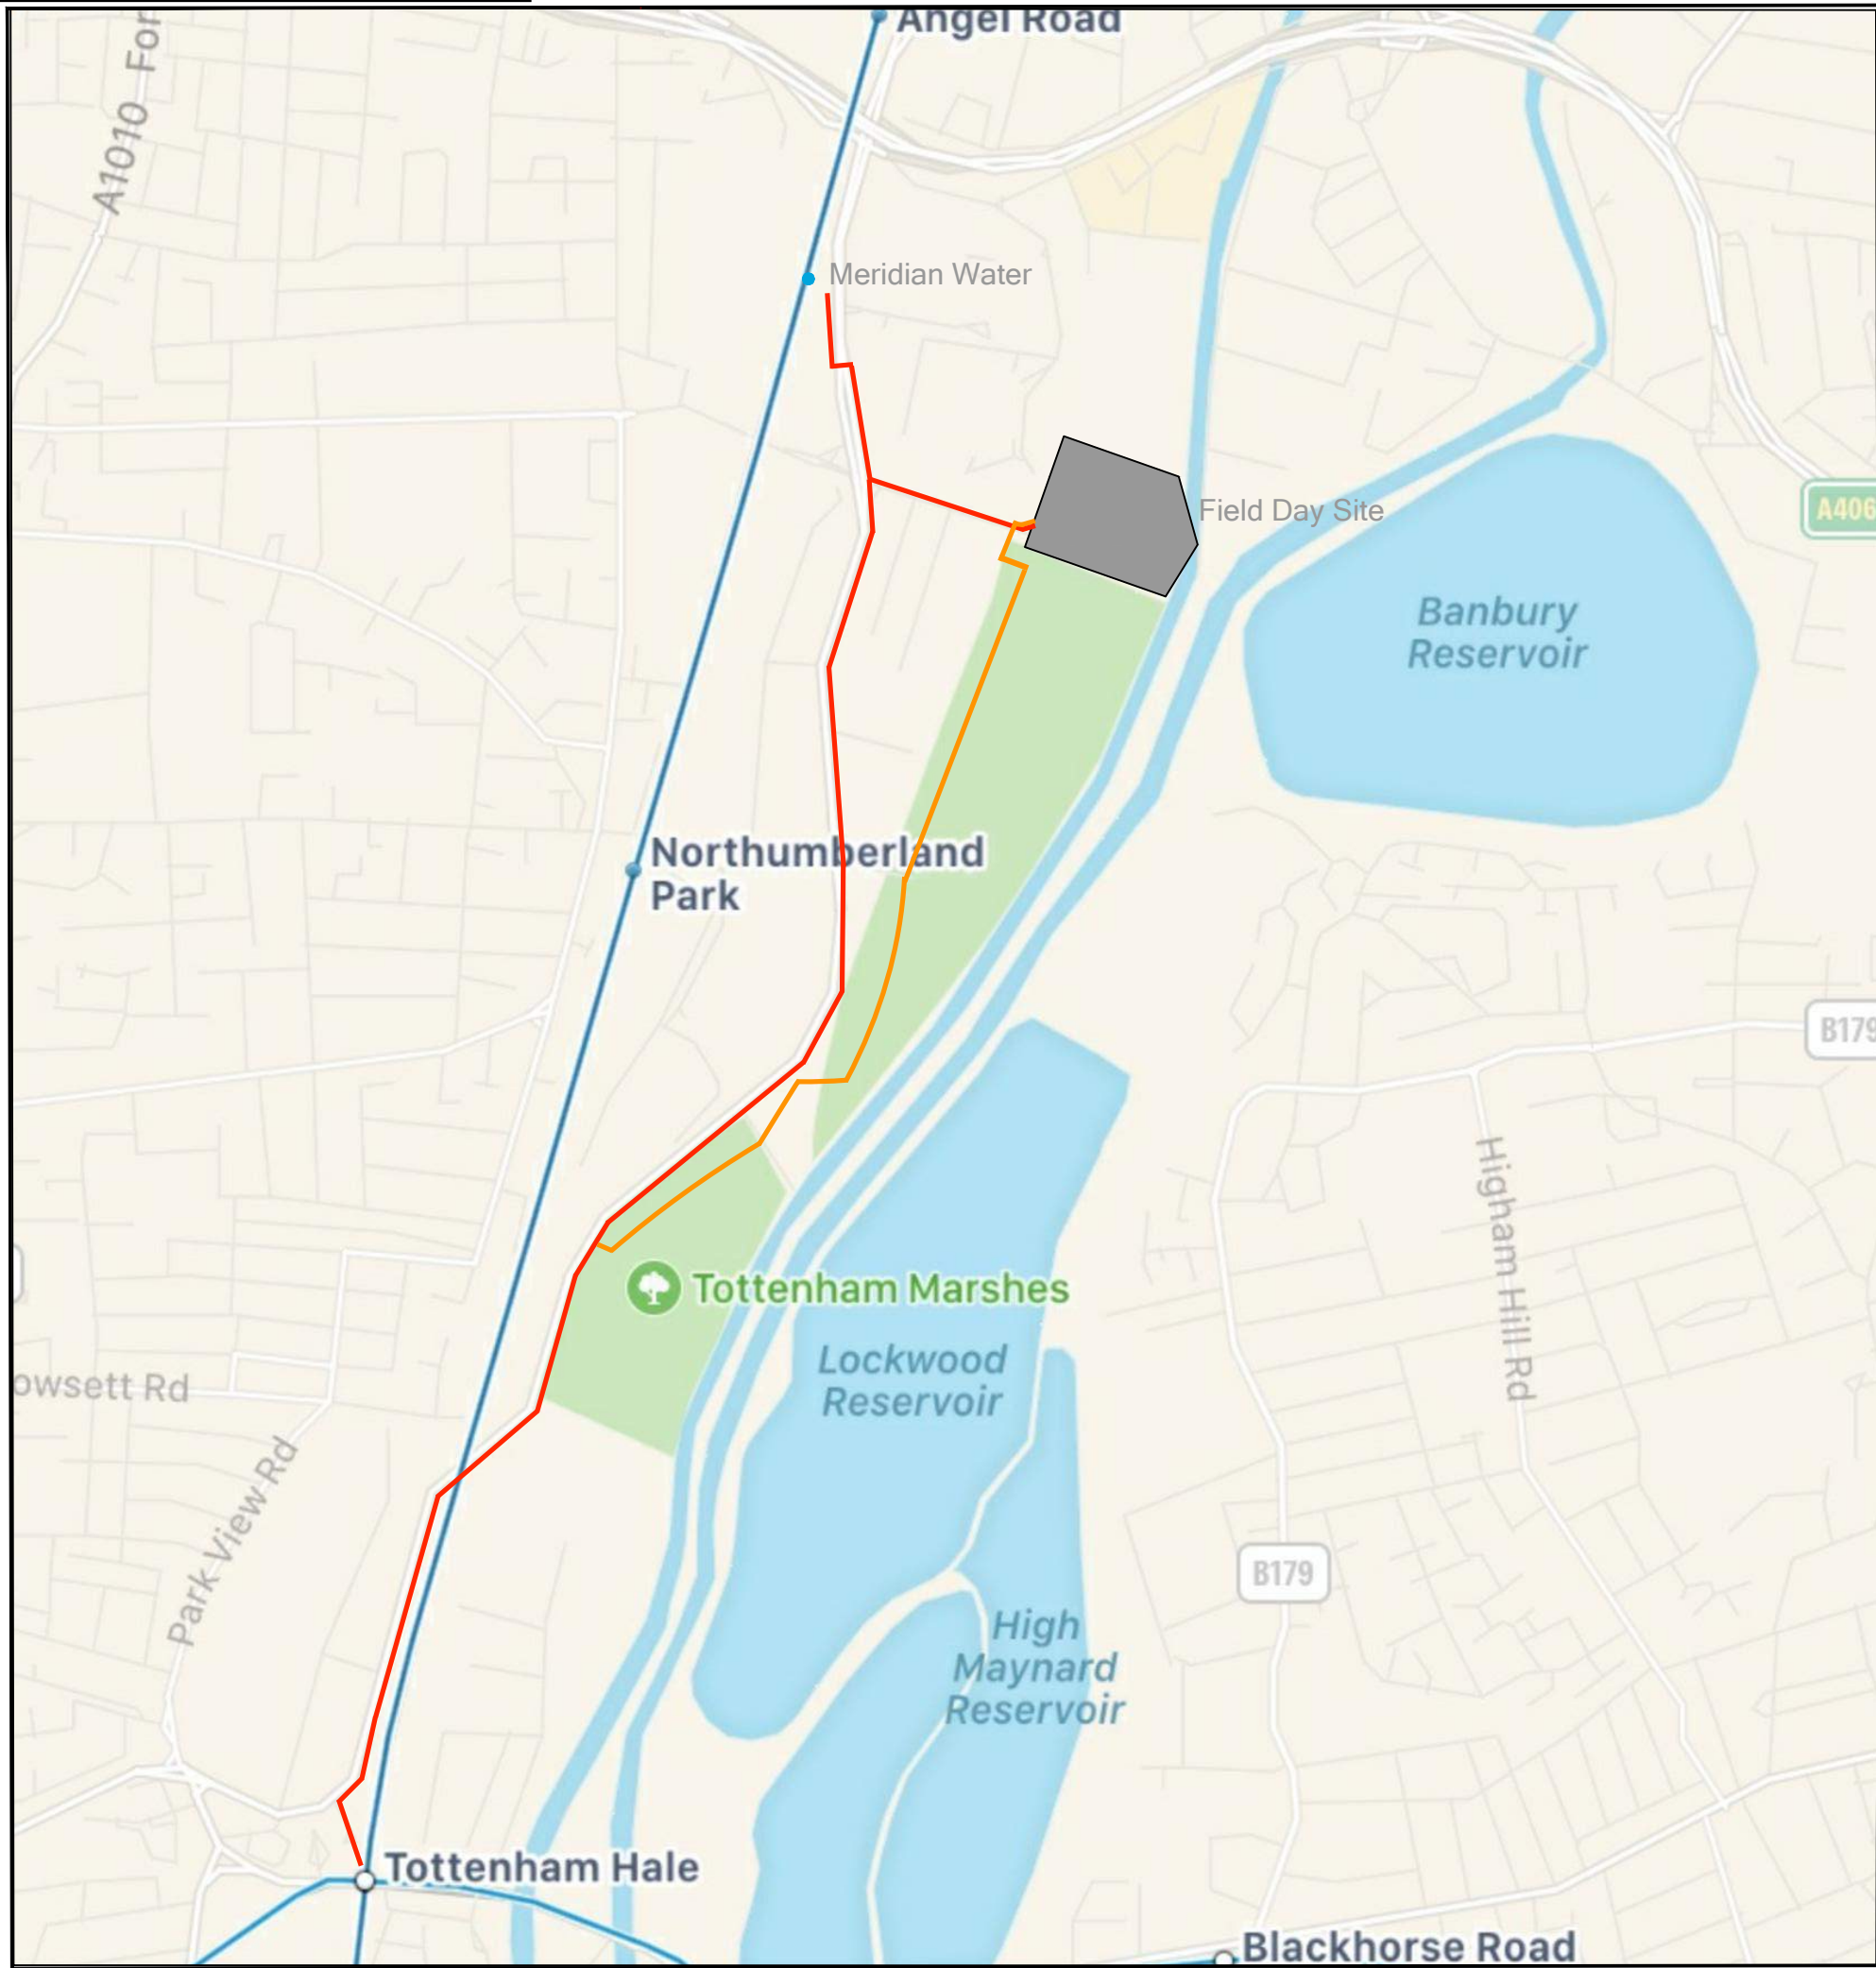 Angel Road
A1010 For
Meridian Water
Field Day Site
A406
Banbury
Reservoir
Northumberland
Park
B179
Higham Hill Rd
Tottenham Marshes
Lockwood
Reservoir
owsett Rd
Park View Rd
B179
High
Maynard
Reservoir
Tottenham Hale
Blackhorse Road